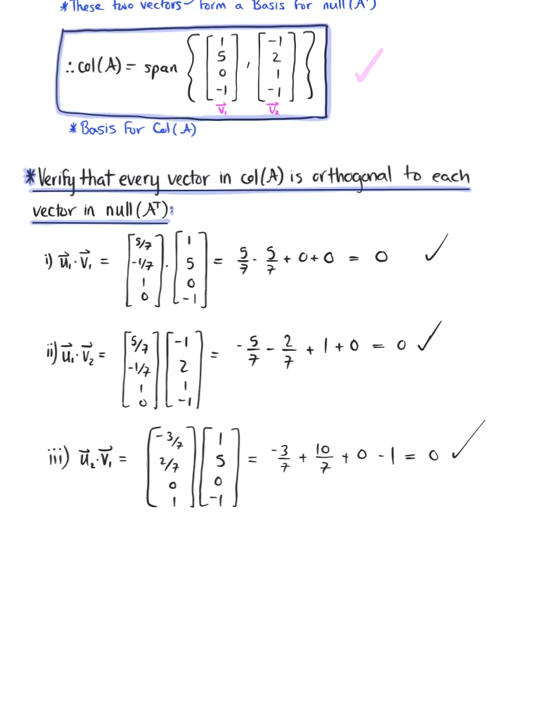 *These two vectors form a Basis for null(Aᵀ)
∴ col(A) = span { [1 5 0 -1], [-1 2 1 -1] }
v⃗₁ v⃗₂
*Basis for Col(A)
*Verify that every vector in col(A) is orthogonal to each
vector in null(Aᵀ):
i) u⃗₁·v⃗₁ = [5/7 -1/7 1 0]·[1 5 0 -1] = 5/7 - 5/7 + 0 + 0 = 0 ✓
ii) u⃗₁·v⃗₂ = [5/7 -1/7 1 0][-1 2 1 -1] = -5/7 - 2/7 + 1 + 0 = 0 ✓
iii) u⃗₂·v⃗₁ = [-3/7 2/7 0 1][1 5 0 -1] = -3/7 + 10/7 + 0 - 1 = 0 ✓